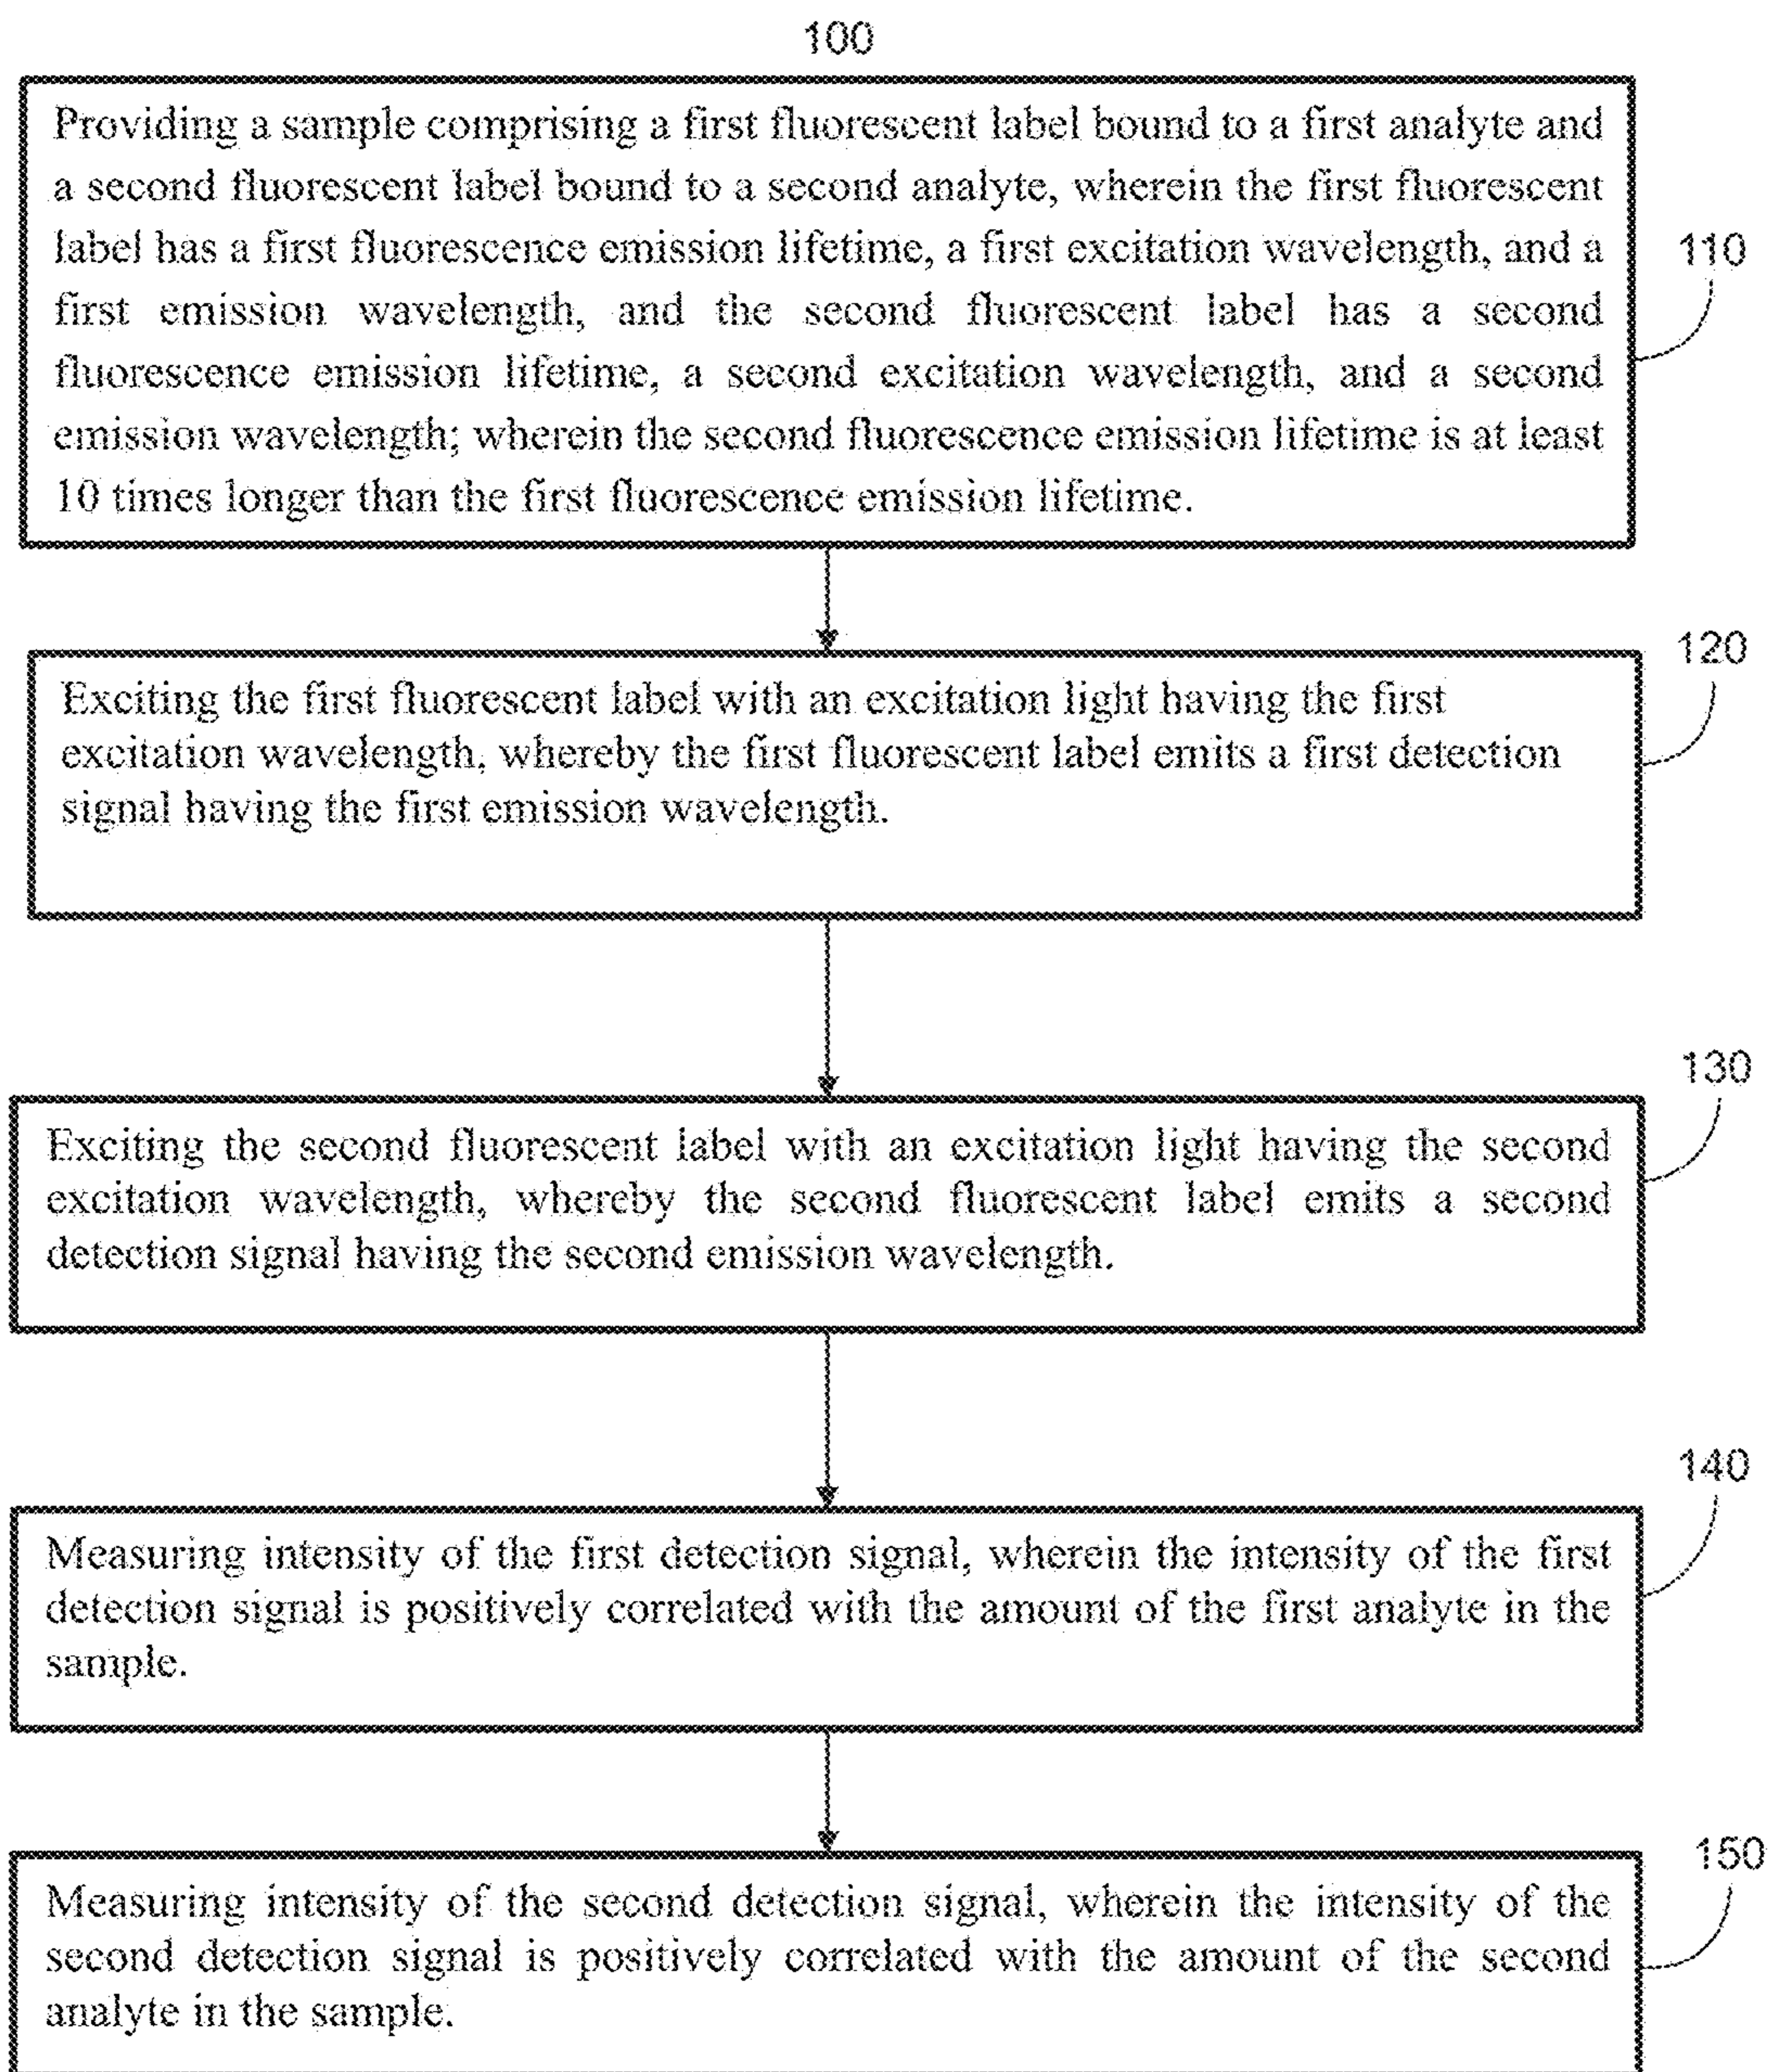 100
Providing a sample comprising a first fluorescent label bound to a first analyte and
a second fluorescent label bound to a second analyte, wherein the first fluorescent
label has a first fluorescence emission lifetime, a first excitation wavelength, and a
first emission wavelength, and the second fluorescent label has a second
fluorescence emission lifetime, a second excitation wavelength, and a second
emission wavelength; wherein the second fluorescence emission lifetime is at least
10 times longer than the first fluorescence emission lifetime.
110
120
Exciting the first fluorescent label with an excitation light having the first
excitation wavelength, whereby the first fluorescent label emits a first detection
signal having the first emission wavelength.
130
Exciting the second fluorescent label with an excitation light having the second
excitation wavelength, whereby the second fluorescent label emits a second
detection signal having the second emission wavelength.
140
Measuring intensity of the first detection signal, wherein the intensity of the first
detection signal is positively correlated with the amount of the first analyte in the
sample.
150
Measuring intensity of the second detection signal, wherein the intensity of the
second detection signal is positively correlated with the amount of the second
analyte in the sample.